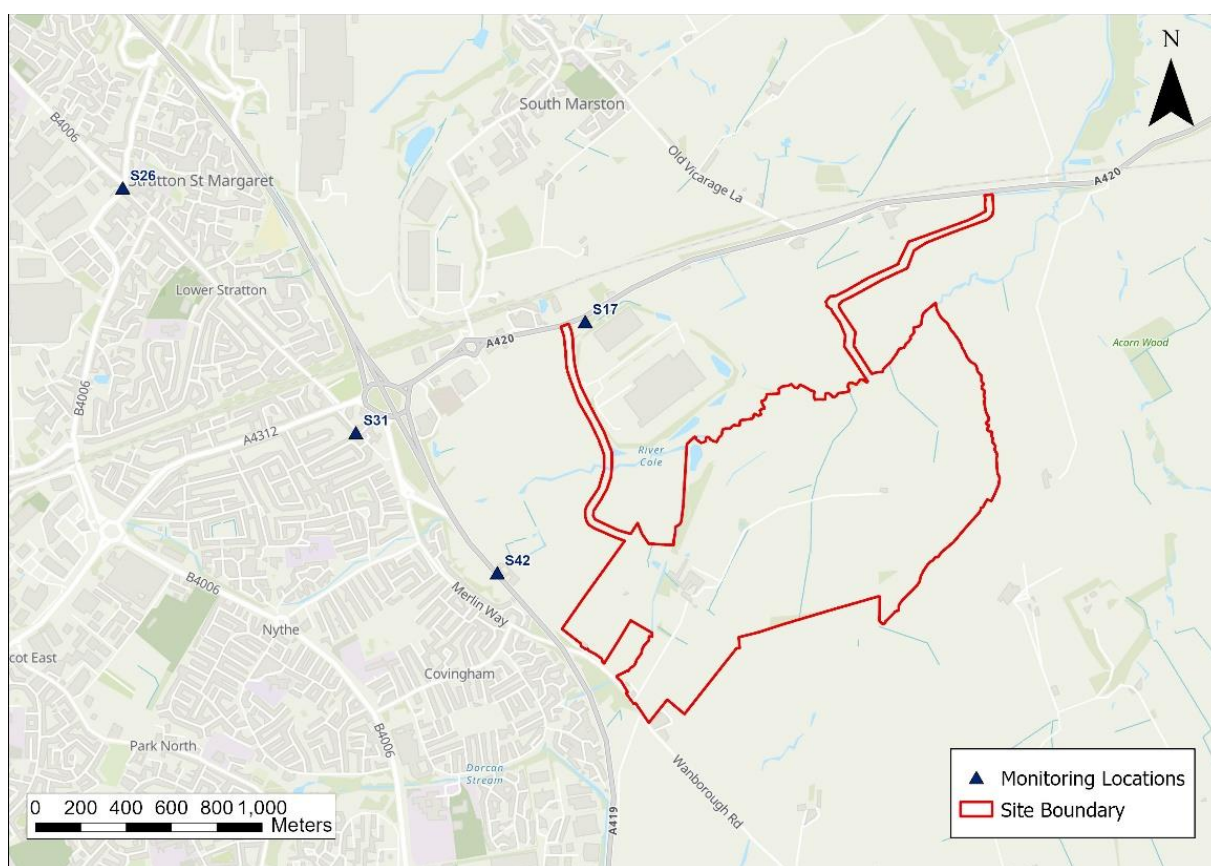 N
South Marston
B4006
S26
Stratton St Margaret
Old Vicarage La
A420
Lower Stratton
S17
A420
Acorn Wood
B4006
S31
A4312
River
Cole
S42
B4006
Merlin Way
Nythe
cot East
Covingham
B4006
Park North
Dorcan
Stream
Wanborough Rd
A419
0 200 400 600 800 1,000
Meters
Monitoring Locations
Site Boundary